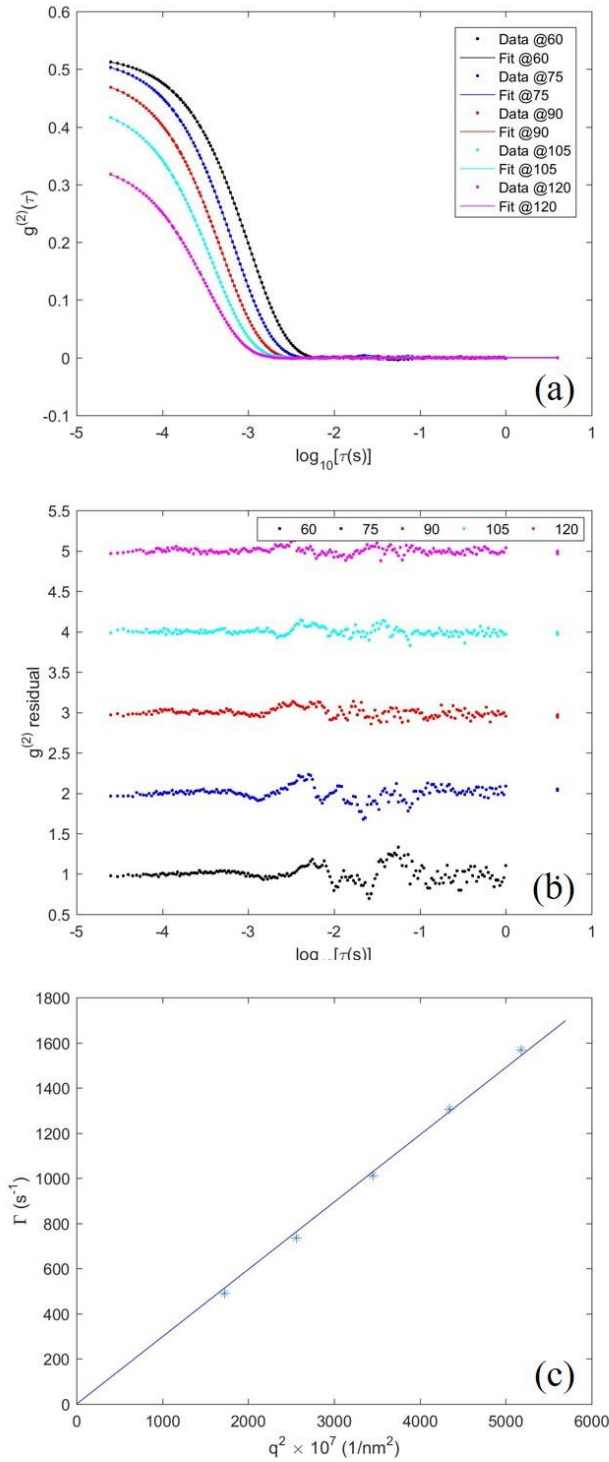 0.6
0.5
0.4
0.3
0.2
0.1
0
-0.1
g(2)(τ)
Data @60
Fit @60
Data @75
Fit @75
Data @90
Fit @90
Data @105
Fit @105
Data @120
Fit @120
(a)
-5 -4 -3 -2 -1 0 1
log10[τ(s)]
5.5
5
4.5
4
3.5
3
2.5
2
1.5
1
0.5
g(2) residual
60 75 90 105 120
(b)
-5 -4 -3 -2 -1 0 1
[τ(s)]
1800
1600
1400
1200
1000
800
600
400
200
0
Γ (s-1)
(c)
0 1000 2000 3000 4000 5000 6000
q2 × 107 (1/nm2)